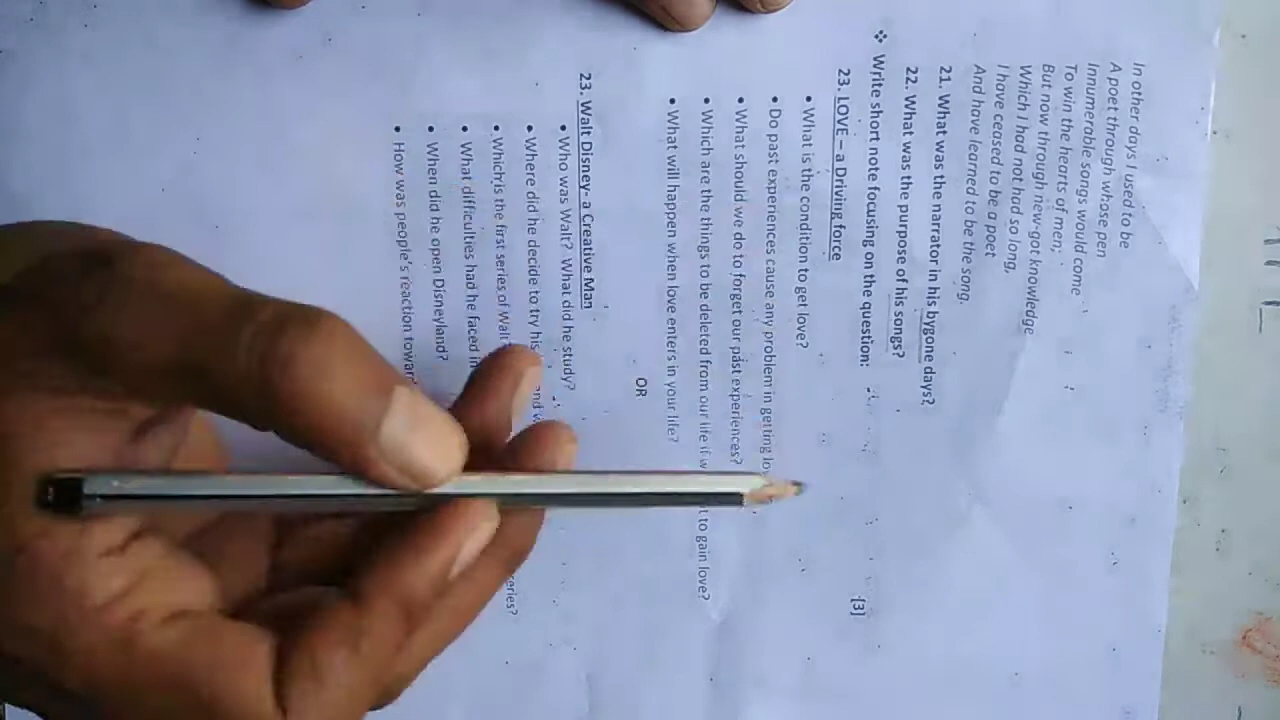 In other days I used to be
A poet through whose pen
Innumerable songs would come
To win the hearts of men;
But now through new-got knowledge
Which I had not had so long,
I have ceased to be a poet
And have learned to be the song.
21. What was the narrator in his bygone days?
22. What was the purpose of his songs?
❖ Write short note focusing on the question: [3]
23. LOVE – a Driving force
• What is the condition to get love?
• Do past experiences cause any problem in getting
• What should we do to forget our past experiences?
• Which are the things to be deleted from our life if to gain love?
• What will happen when love enters in your life?
OR
23. Walt Disney- a Creative Man
• Who was Walt? What did he study?
• Where did he decide to try his and
• Which is the first series of Walt
• What difficulties had he faced in
• When did he open Disneyland?
• How was people's reaction